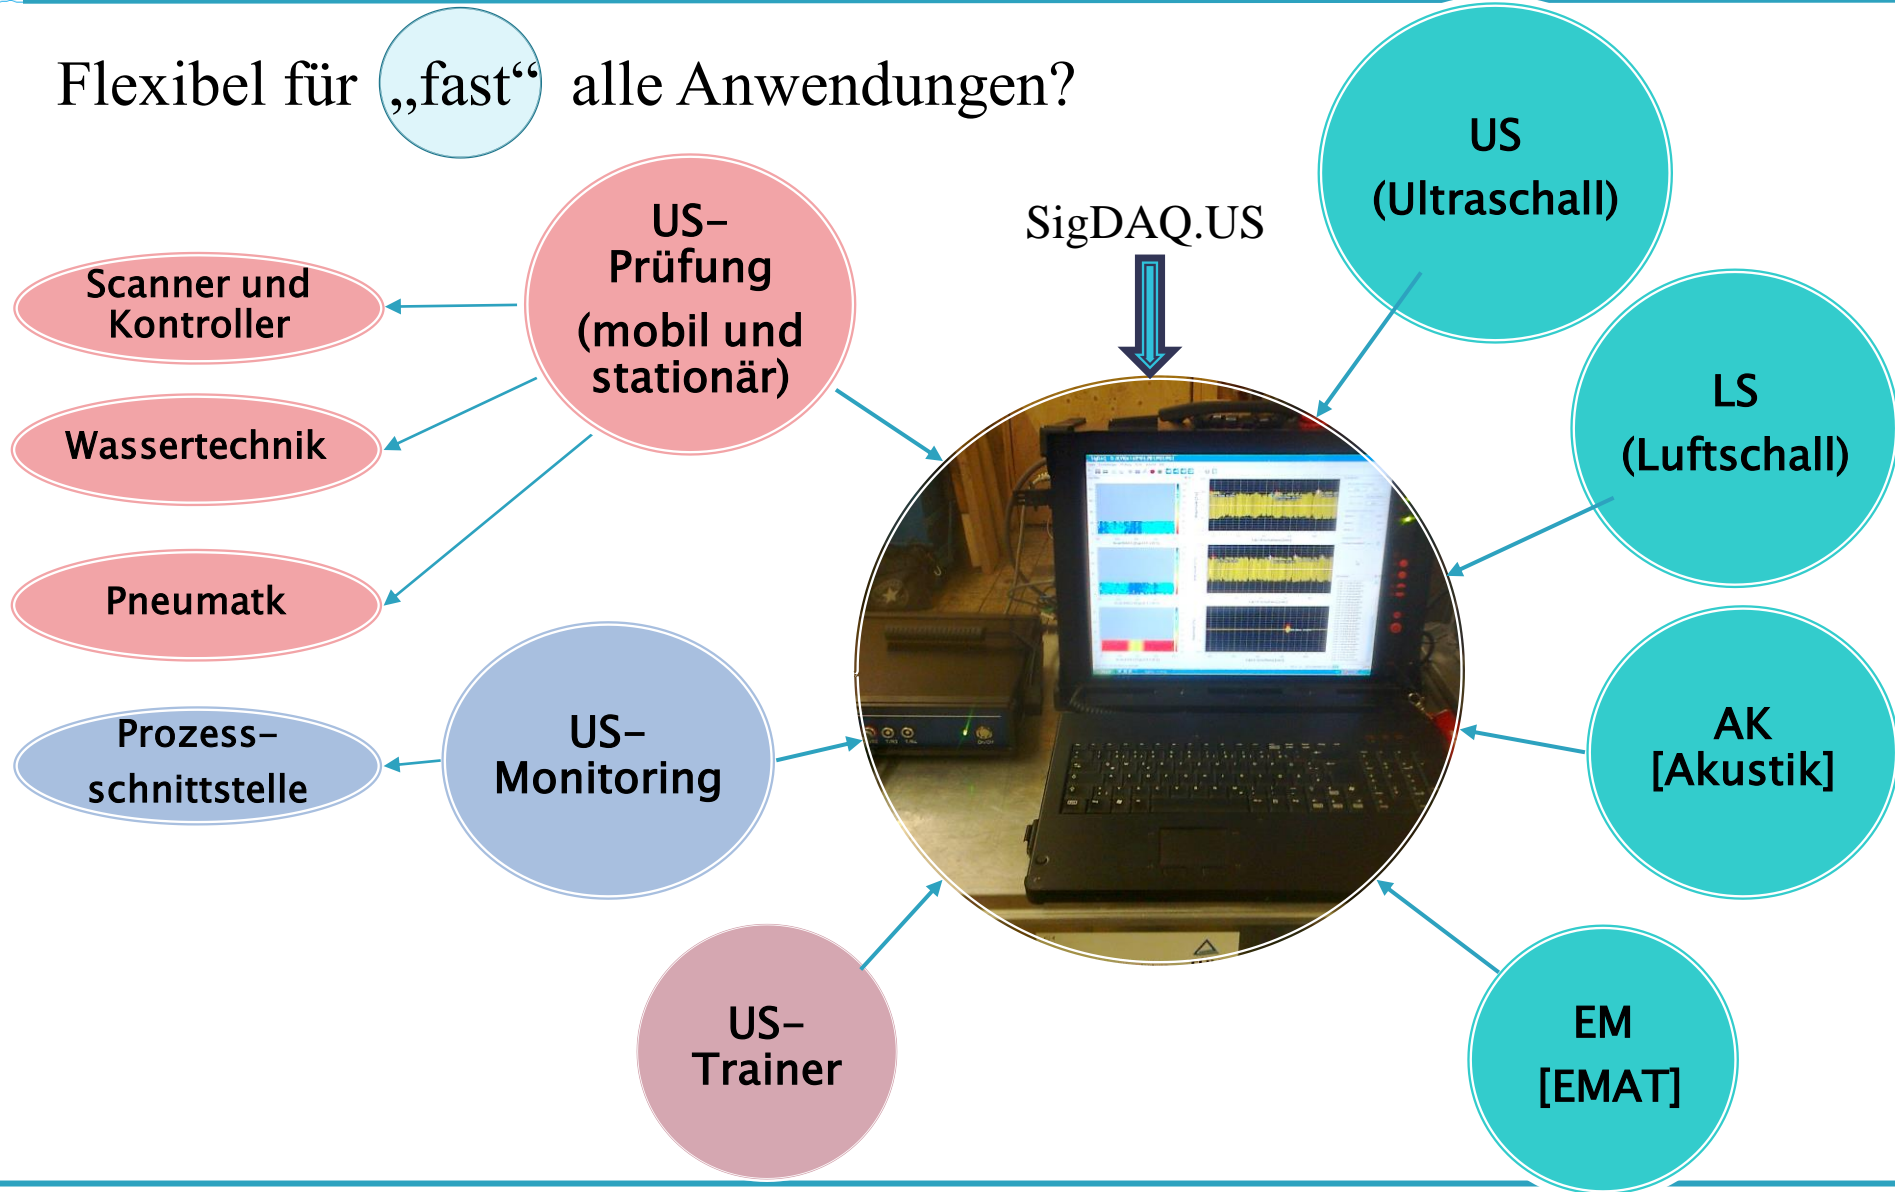 Flexibel für „fast“ alle Anwendungen?
US
(Ultraschall)
SigDAQ.US
US-
Prüfung
(mobil und
stationär)
Scanner und
Kontroller
Wassertechnik
Pneumatk
LS
(Luftschall)
Prozess-
schnittstelle
US-
Monitoring
AK
[Akustik]
US-
Trainer
EM
[EMAT]